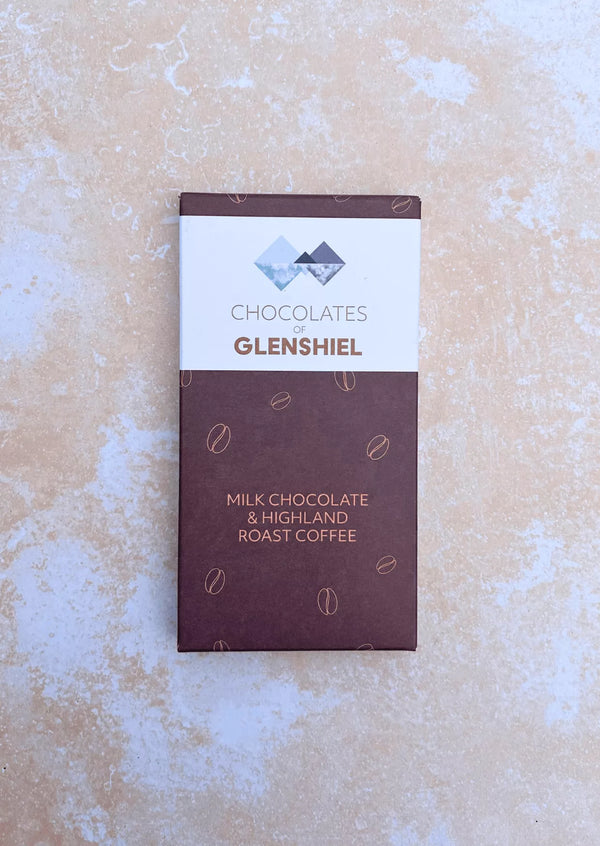 CHOCOLATES
OF
GLENSHIEL
MILK CHOCOLATE
& HIGHLAND
ROAST COFFEE